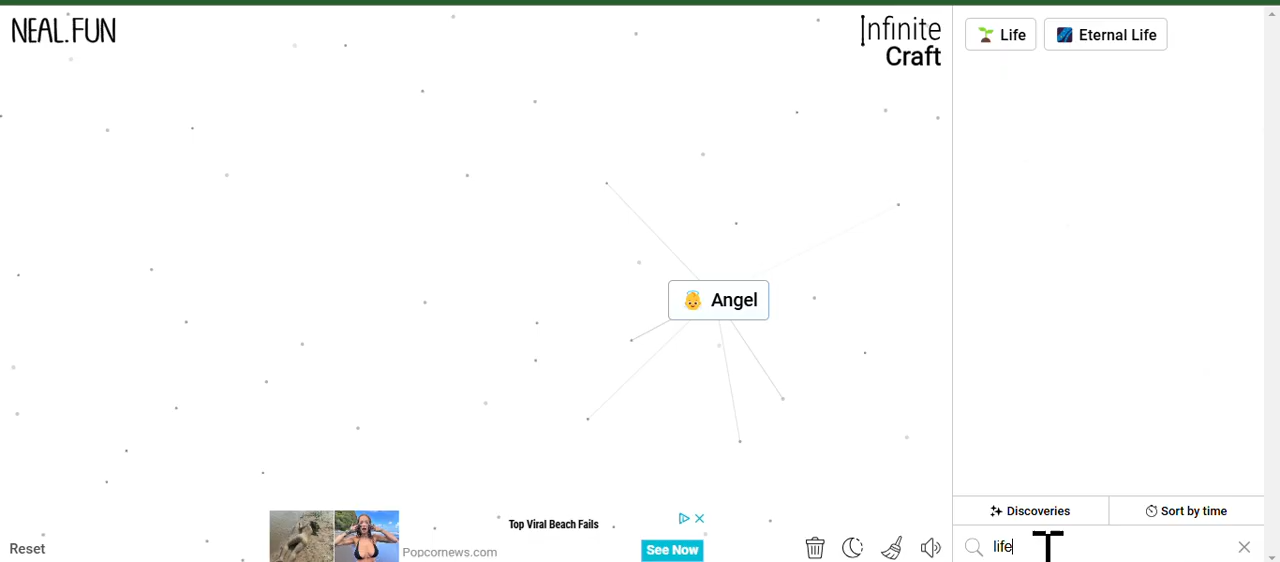 NEAL.FUN
Infinite
Craft
Life
Eternal Life
Angel
Discoveries
Sort by time
life
Top Viral Beach Fails
Popcornews.com
See Now
Reset